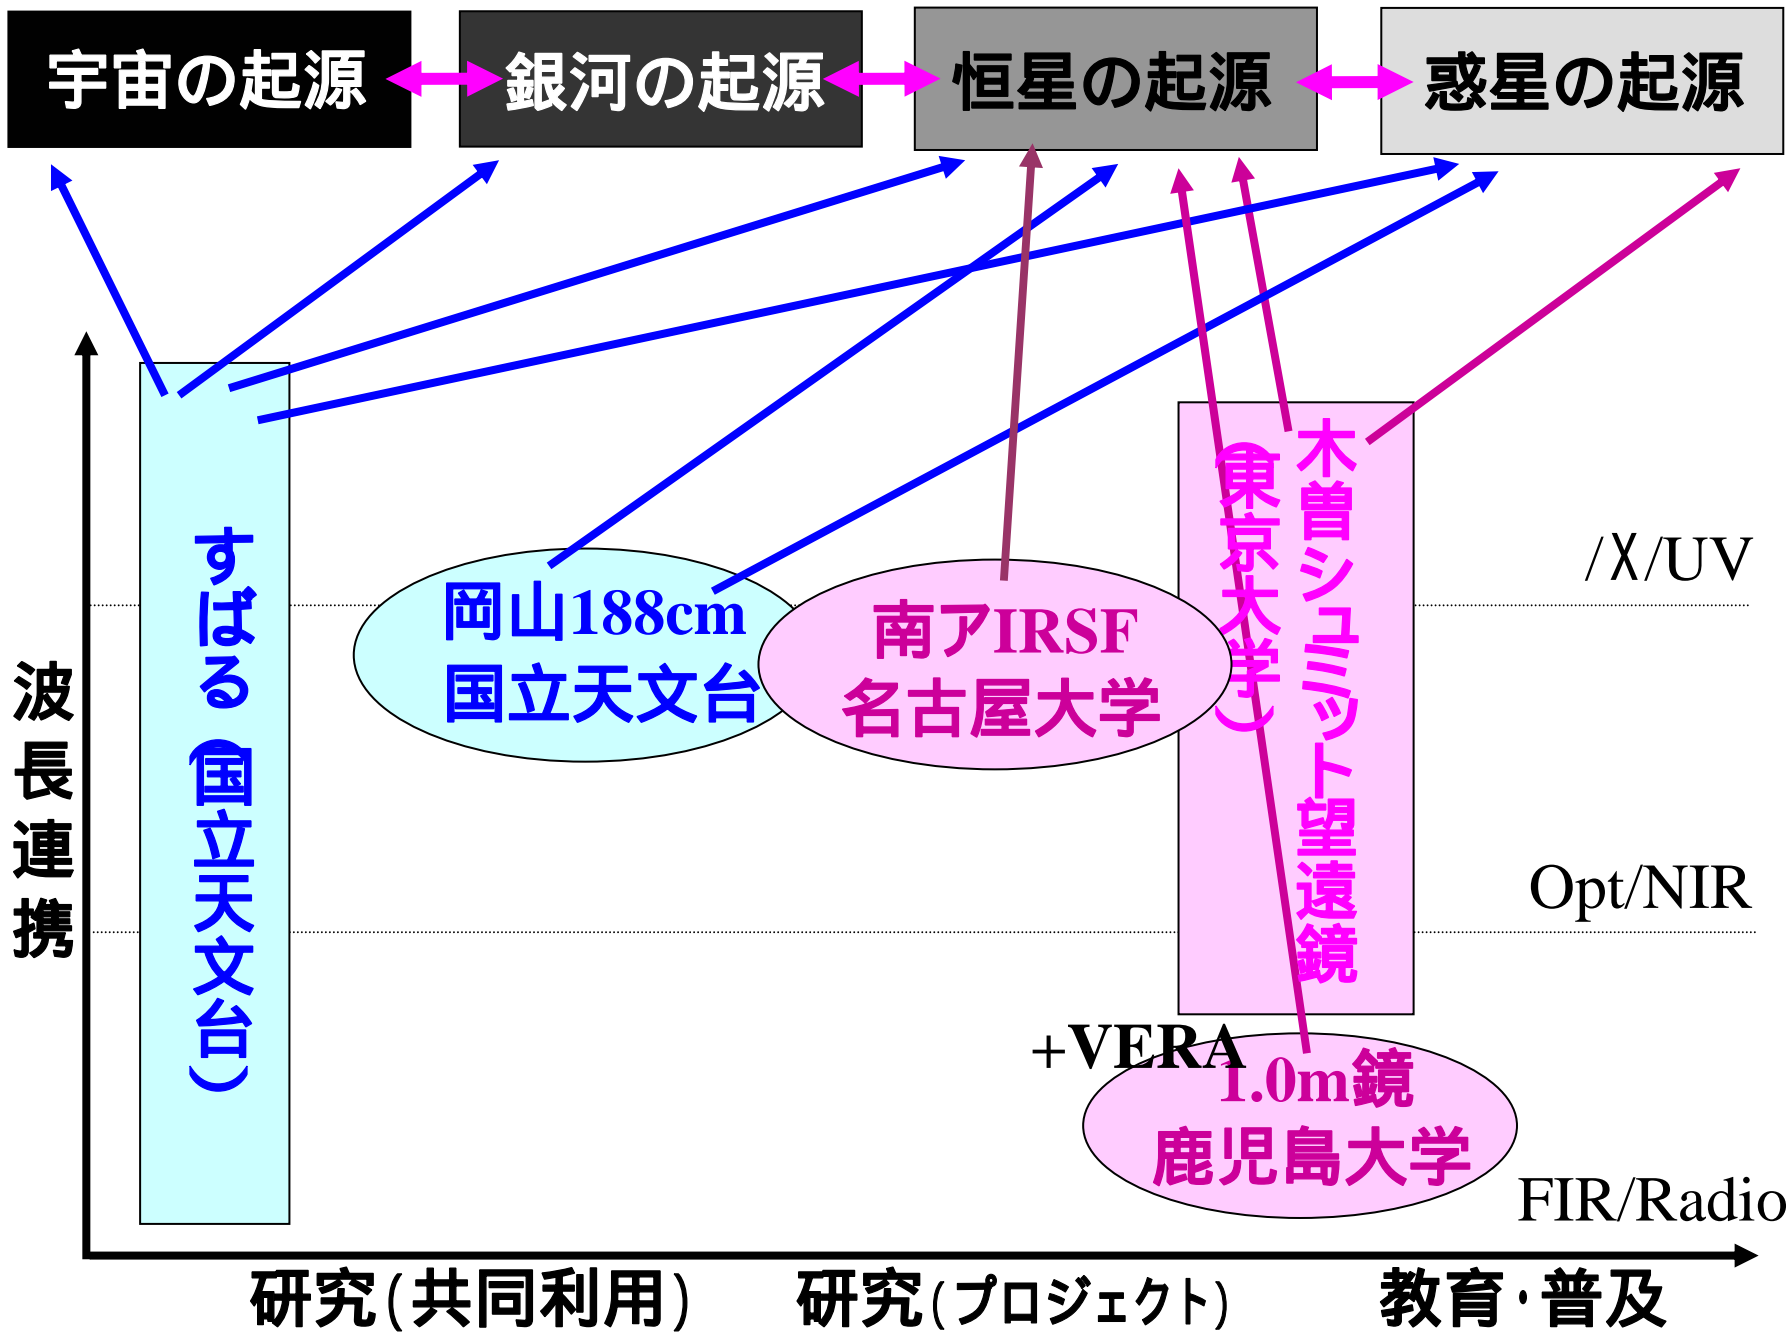 宇宙の起源
銀河の起源
恒星の起源
惑星の起源
波長連携
すばる(国立天文台)
岡山188cm
国立天文台
南アIRSF
名古屋大学
木曽シュミット望遠鏡
(東京大学)
+VERA
1.0m鏡
鹿児島大学
/X/UV
Opt/NIR
FIR/Radio
研究(共同利用)
研究(プロジェクト)
教育・普及